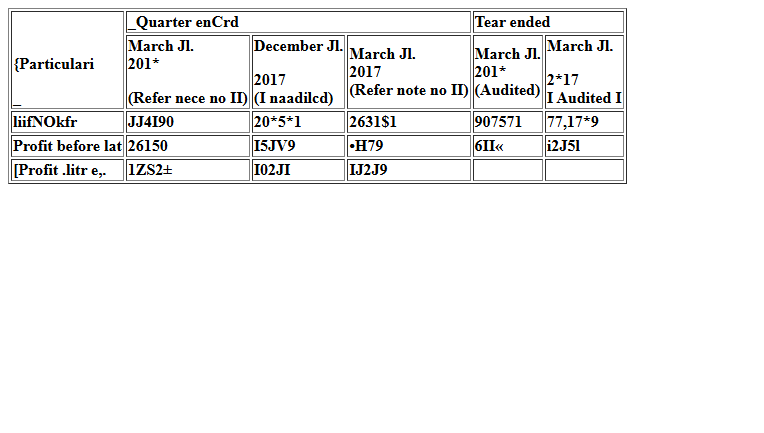 {Particulari
_
_Quarter enCrd
Tear ended
March Jl.
201*
(Refer nece no II)
December Jl.
2017
(I naadilcd)
March Jl.
2017
(Refer note no II)
March Jl.
201*
(Audited)
March Jl.
2*17
I Audited I
liifNOkfr JJ4I90 20*5*1 2631$1 907571 77,17*9
Profit before lat 26150 I5JV9 •H79 6II« i2J5l
[Profit .litr e,. 1ZS2± I02JI IJ2J9